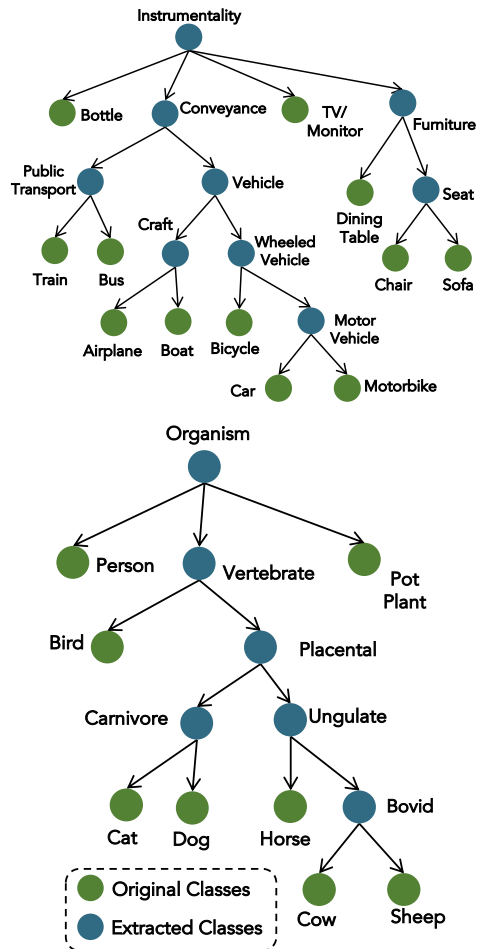 Instrumentality
Bottle
Conveyance
TV/
Monitor
Furniture
Public
Transport
Vehicle
Dining
Table
Seat
Craft
Wheeled
Vehicle
Train
Bus
Chair
Sofa
Airplane
Boat
Bicycle
Motor
Vehicle
Car
Motorbike
Organism
Person
Vertebrate
Pot
Plant
Bird
Placental
Carnivore
Ungulate
Cat
Dog
Horse
Bovid
Cow
Sheep
Original Classes
Extracted Classes